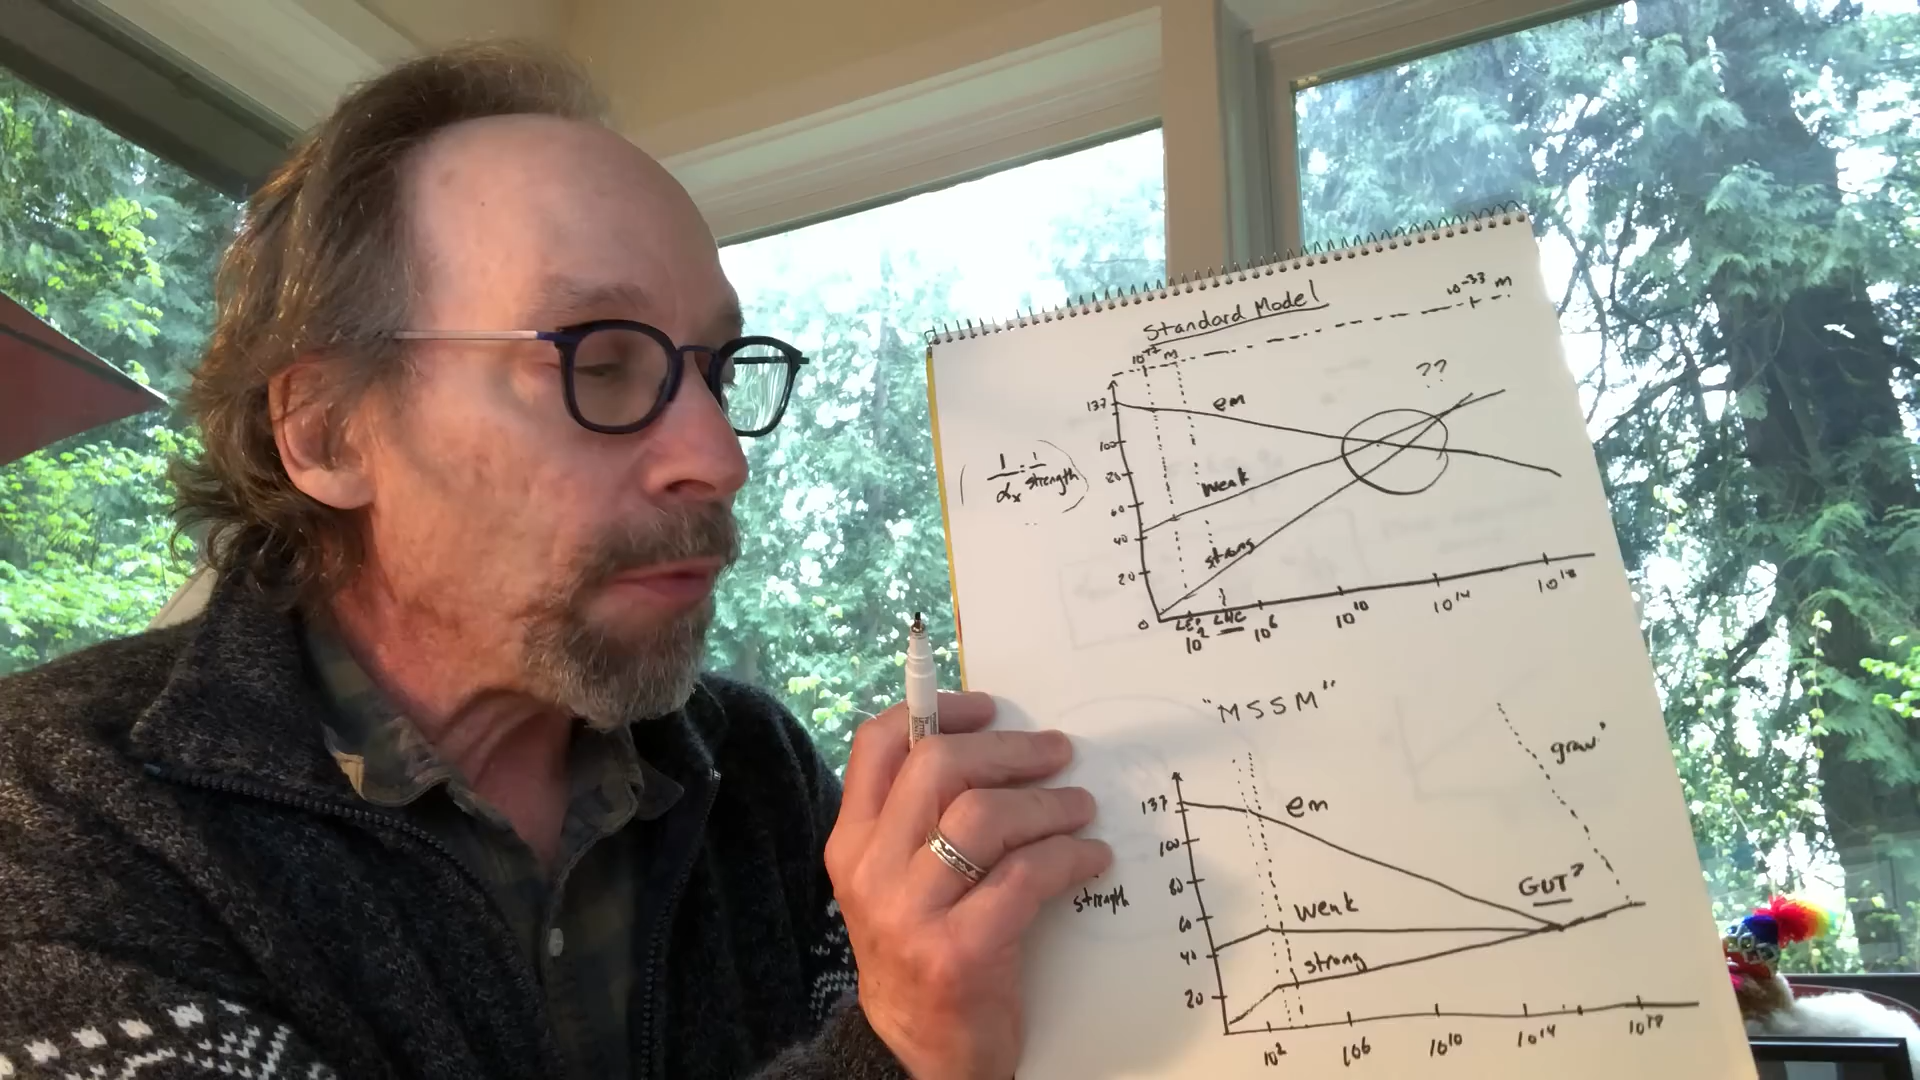 Standard Model
10⁻³³ m
10⁻¹⁷ m
??
137
em
100
1/αₓ = 1/strength
80
weak
60
40
strong
20
0
LEP LHC
10² 10⁶ 10¹⁰ 10¹⁴ 10¹⁸
"MSSM"
grav.
137
em
100
80
GUT?
strength
60
weak
40
strong
20
10² 10⁶ 10¹⁰ 10¹⁴ 10¹⁸